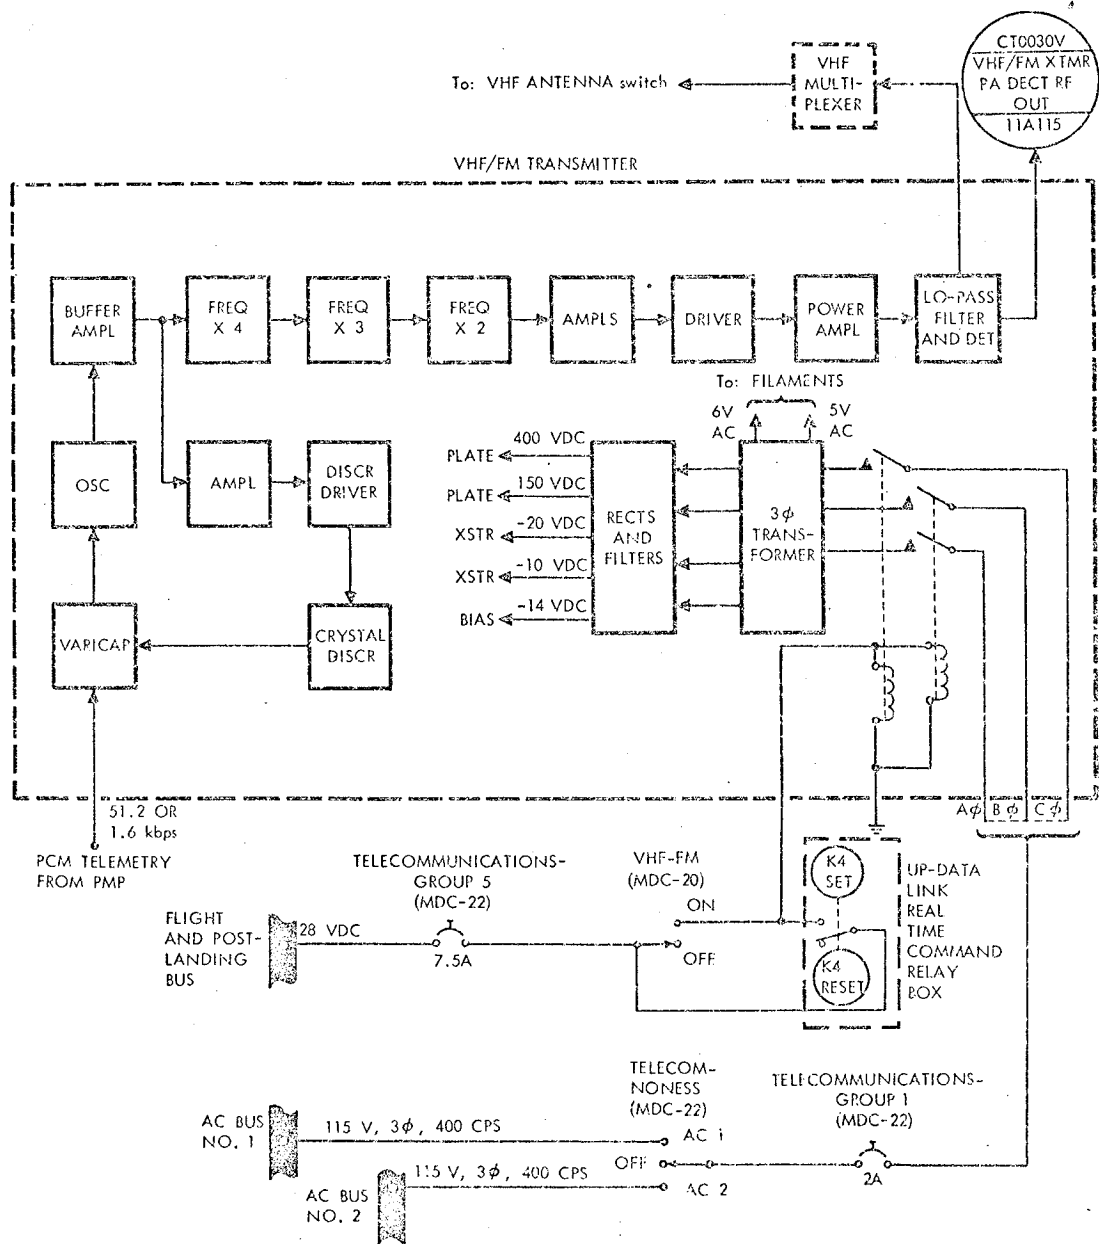 CT0030V
VHF/FM XTMR
PA DECT RF
OUT
11A115
VHF
MULTI-
PLEXER
To: VHF ANTENNA switch
VHF/FM TRANSMITTER
BUFFER
AMPL
FREQ
X 4
FREQ
X 3
FREQ
X 2
AMPLS
DRIVER
POWER
AMPL
LO-PASS
FILTER
AND DET
To: FILAMENTS
6V
AC
5V
AC
OSC
AMPL
DISCR
DRIVER
PLATE
400 VDC
PLATE
150 VDC
XSTR
-20 VDC
XSTR
-10 VDC
BIAS
-14 VDC
RECTS
AND
FILTERS
3ϕ
TRANS-
FORMER
VARICAP
CRYSTAL
DISCR
51.2 OR
1.6 kbps
PCM TELEMETRY
FROM PMP
Aϕ Bϕ Cϕ
TELECOMMUNICATIONS-
GROUP 5
(MDC-22)
7.5A
VHF-FM
(MDC-20)
ON
OFF
K4
SET
K4
RESET
UP-DATA
LINK
REAL
TIME
COMMAND
RELAY
BOX
FLIGHT
AND POST-
LANDING
BUS
28 VDC
TELECOM-
NONESS
(MDC-22)
TELECOMMUNICATIONS-
GROUP 1
(MDC-22)
2A
AC BUS
NO. 1
115 V, 3ϕ, 400 CPS
AC 1
OFF
AC 2
115 V, 3ϕ, 400 CPS
AC BUS
NO. 2